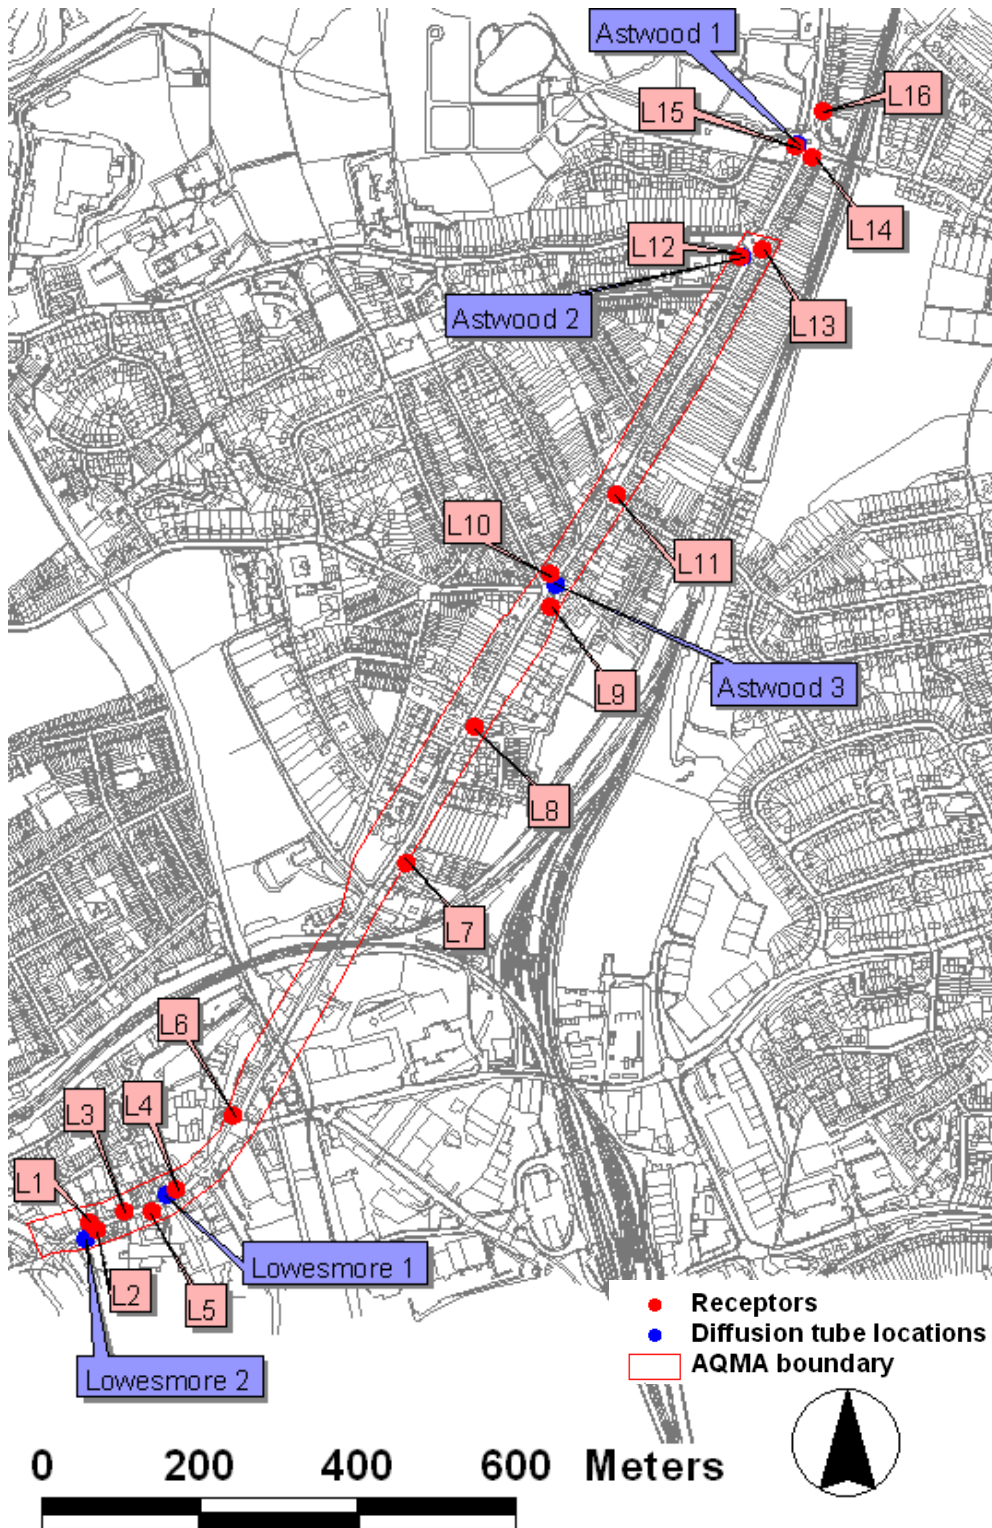 Astwood 1
L16
L15
L14
L12
Astwood 2
L13
L10
L11
Astwood 3
L9
L8
L7
L6
L4
L3
L1
Lowesmore 1
L2
L5
Lowesmore 2
Receptors
Diffusion tube locations
AQMA boundary
0 200 400 600 Meters